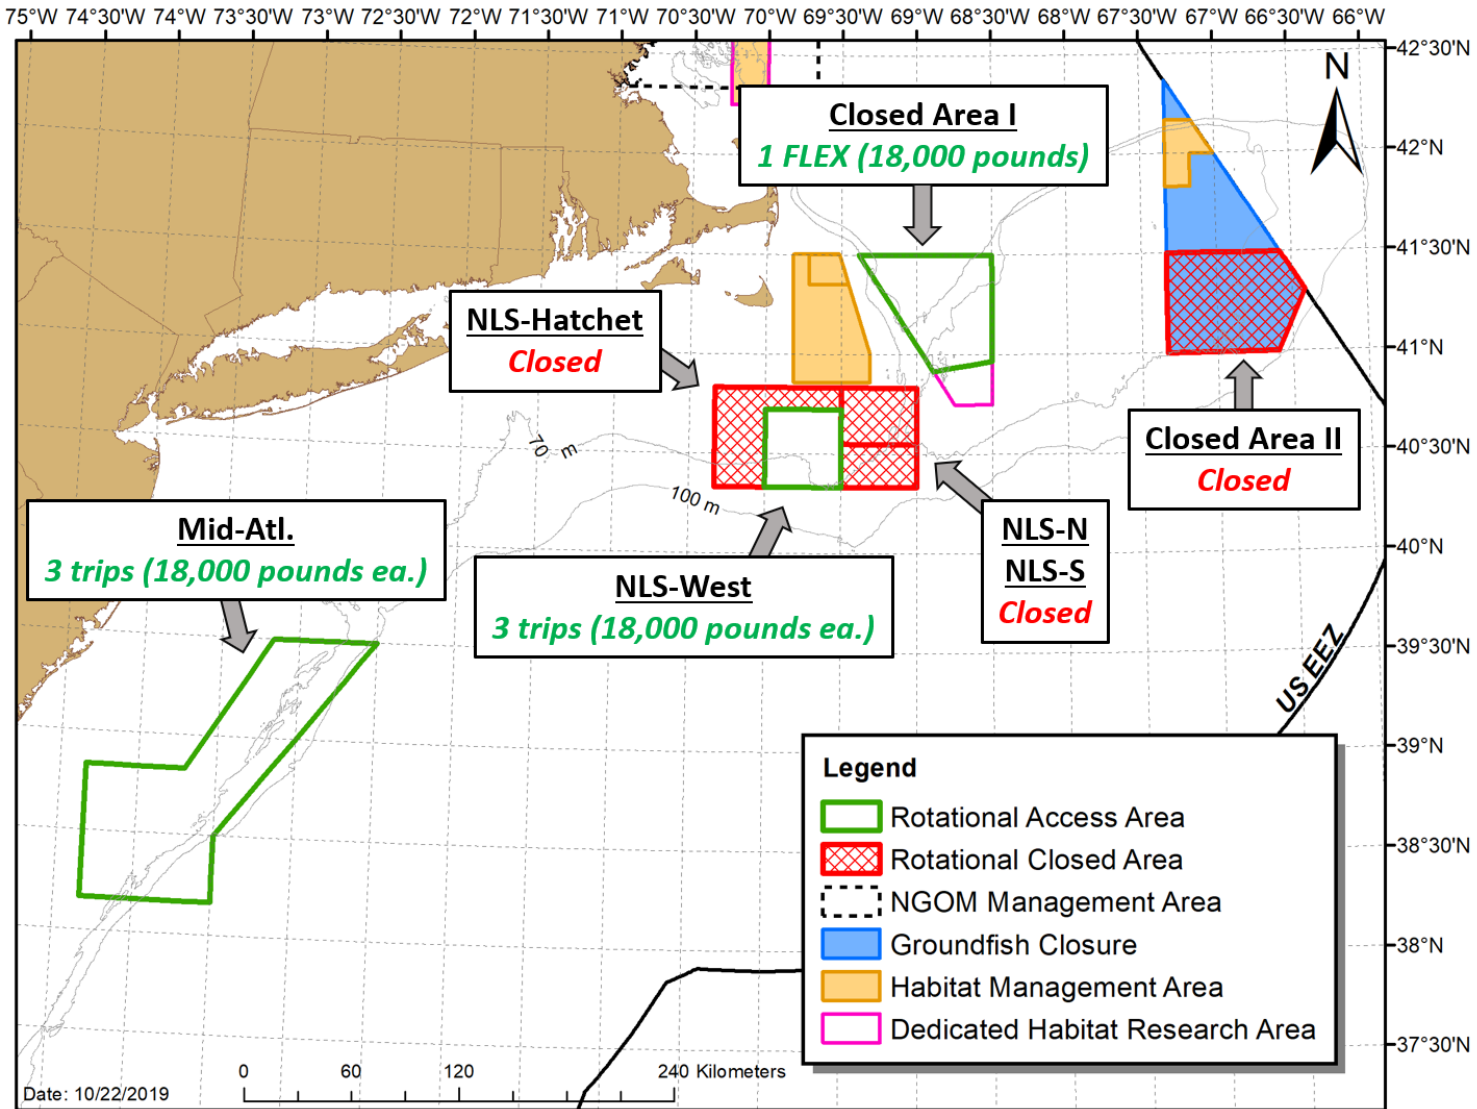 75°W 74°30'W 74°W 73°30'W 73°W 72°30'W 72°W 71°30'W 71°W 70°30'W 70°W 69°30'W 69°W 68°30'W 68°W 67°30'W 67°W 66°30'W 66°W
42°30'N
N
Closed Area I
1 FLEX (18,000 pounds)
42°N
41°30'N
NLS-Hatchet
Closed
41°N
Closed Area II
Closed
40°30'N
70 m
100 m
Mid-Atl.
3 trips (18,000 pounds ea.)
NLS-West
3 trips (18,000 pounds ea.)
NLS-N
NLS-S
Closed
40°N
39°30'N
US EEZ
39°N
38°30'N
38°N
37°30'N
Legend
Rotational Access Area
Rotational Closed Area
NGOM Management Area
Groundfish Closure
Habitat Management Area
Dedicated Habitat Research Area
0 60 120 240 Kilometers
Date: 10/22/2019